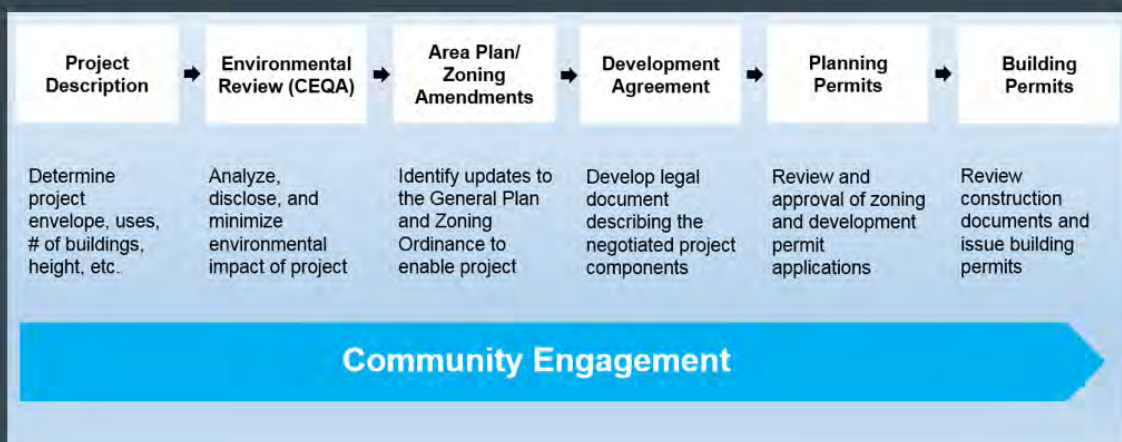 Project
Description
Environmental
Review (CEQA)
Area Plan/
Zoning
Amendments
Development
Agreement
Planning
Permits
Building
Permits
Determine
project
envelope, uses,
# of buildings,
height, etc.
Analyze,
disclose, and
minimize
environmental
impact of project
Identify updates to
the General Plan
and Zoning
Ordinance to
enable project
Develop legal
document
describing the
negotiated project
components
Review and
approval of zoning
and development
permit
applications
Review
construction
documents and
issue building
permits
Community Engagement